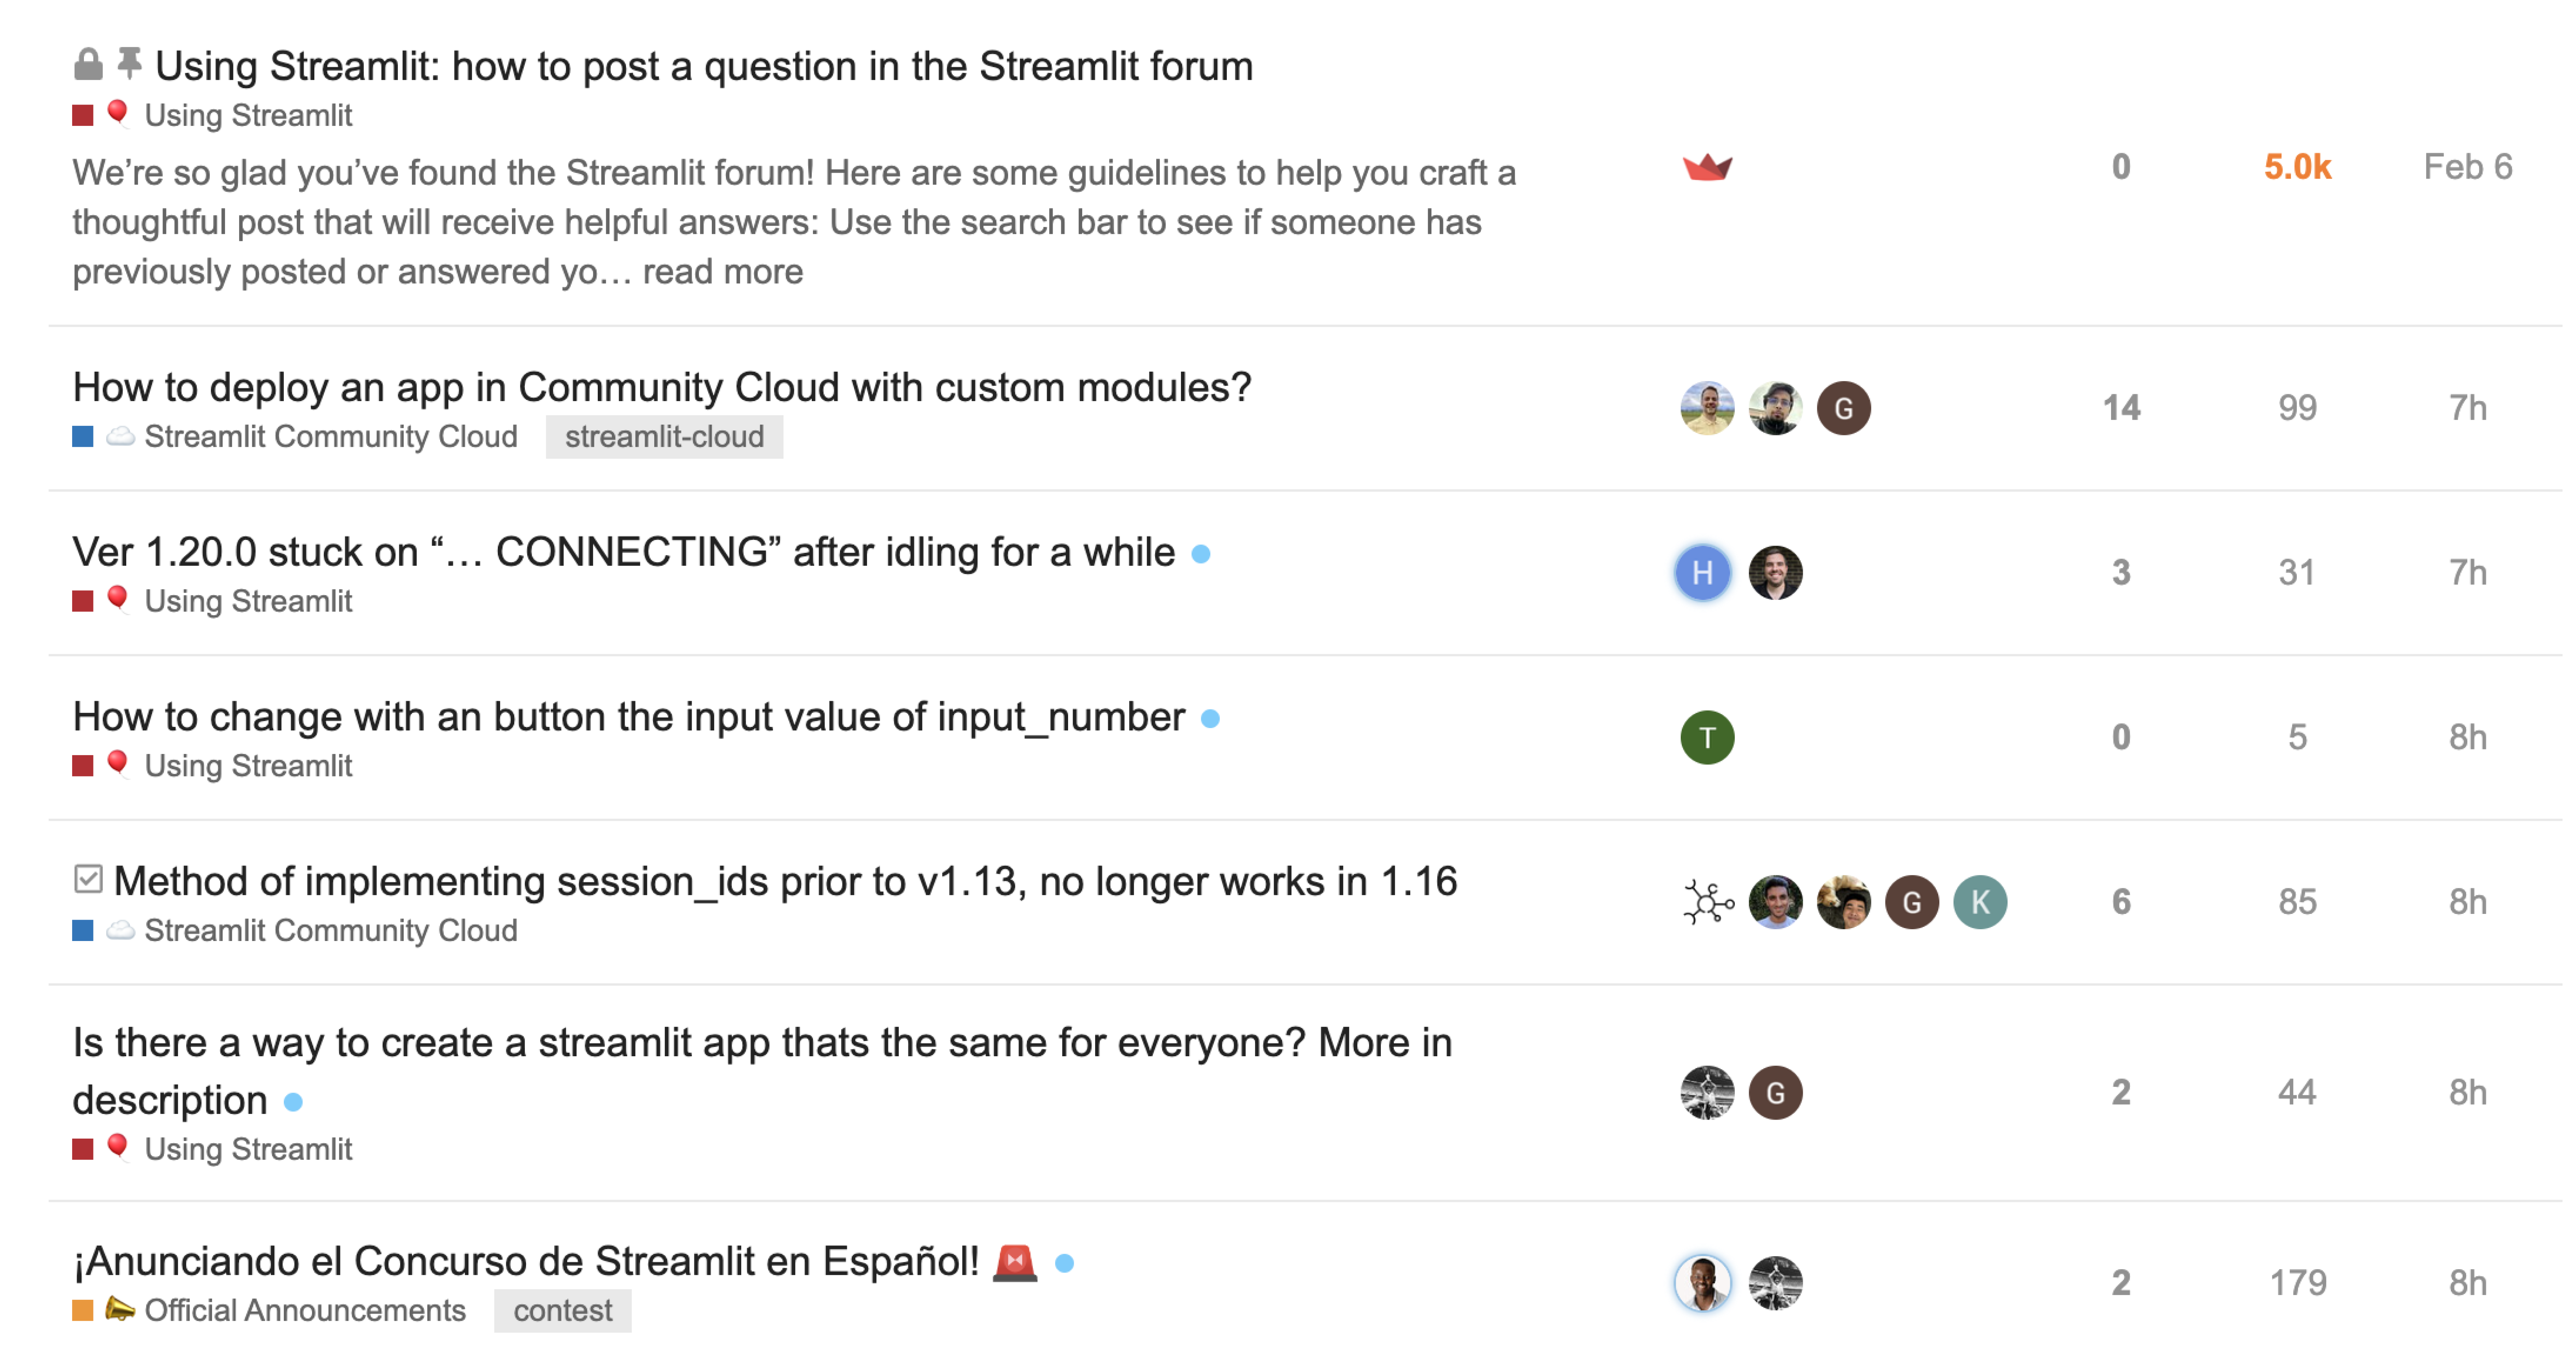 Using Streamlit: how to post a question in the Streamlit forum
Using Streamlit
We’re so glad you’ve found the Streamlit forum! Here are some guidelines to help you craft a
thoughtful post that will receive helpful answers: Use the search bar to see if someone has
previously posted or answered yo… read more
0 5.0k Feb 6
How to deploy an app in Community Cloud with custom modules?
Streamlit Community Cloud streamlit-cloud
G 14 99 7h
Ver 1.20.0 stuck on “… CONNECTING” after idling for a while
Using Streamlit
H 3 31 7h
How to change with an button the input value of input_number
Using Streamlit
T 0 5 8h
Method of implementing session_ids prior to v1.13, no longer works in 1.16
Streamlit Community Cloud
G K 6 85 8h
Is there a way to create a streamlit app thats the same for everyone? More in
description
Using Streamlit
G 2 44 8h
¡Anunciando el Concurso de Streamlit en Español!
Official Announcements contest
2 179 8h